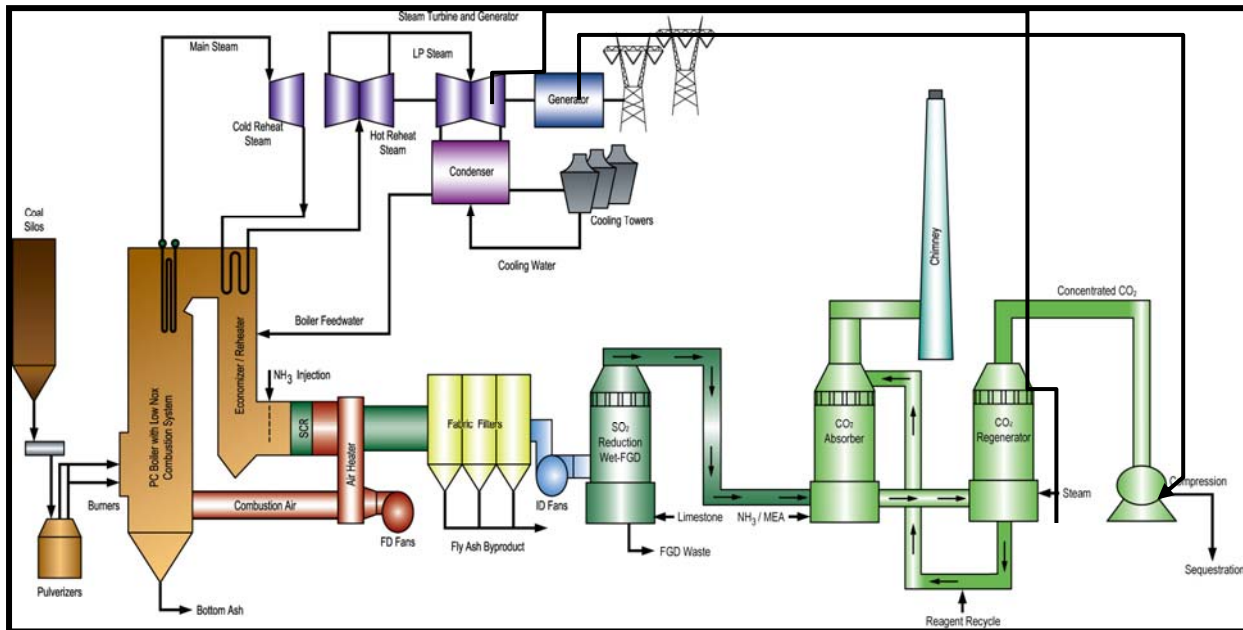 Steam Turbine and Generator
Main Steam
LP Steam
Generator
Cold Reheat
Steam
Hot Reheat
Steam
Condenser
Cooling Towers
Cooling Water
Coal
Silos
Chimney
Concentrated CO₂
Boiler Feedwater
PC Boiler with Low Nox
Combustion System
Economizer / Reheater
NH₃ Injection
SCR
Air Heater
Fabric Filters
SO₂
Reduction
Wet-FGD
CO₂
Absorber
CO₂
Regenerator
Burners
Combustion Air
FD Fans
ID Fans
Fly Ash Byproduct
Limestone
FGD Waste
NH₃ / MEA
Steam
Compression
Sequestration
Pulverizers
Bottom Ash
Reagent Recycle